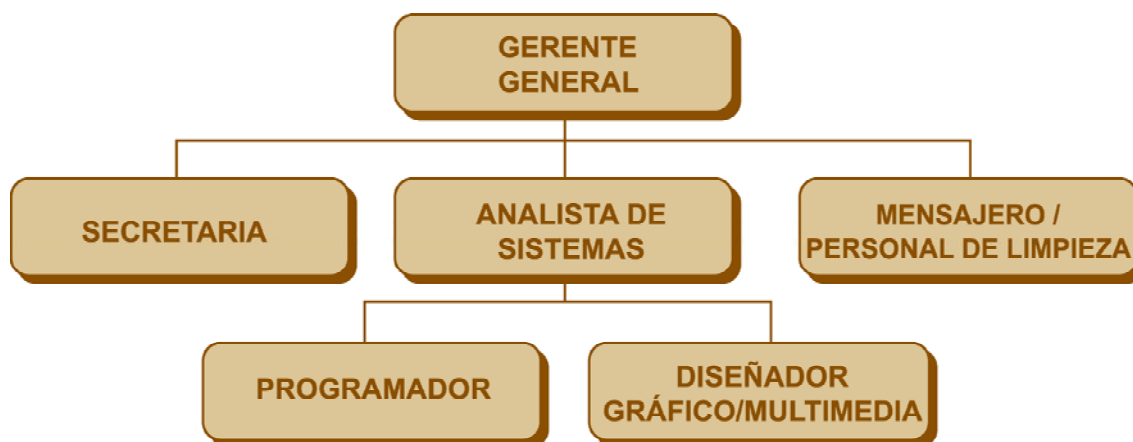 GERENTE
GENERAL
SECRETARIA
ANALISTA DE
SISTEMAS
MENSAJERO /
PERSONAL DE LIMPIEZA
PROGRAMADOR
DISEÑADOR
GRÁFICO/MULTIMEDIA